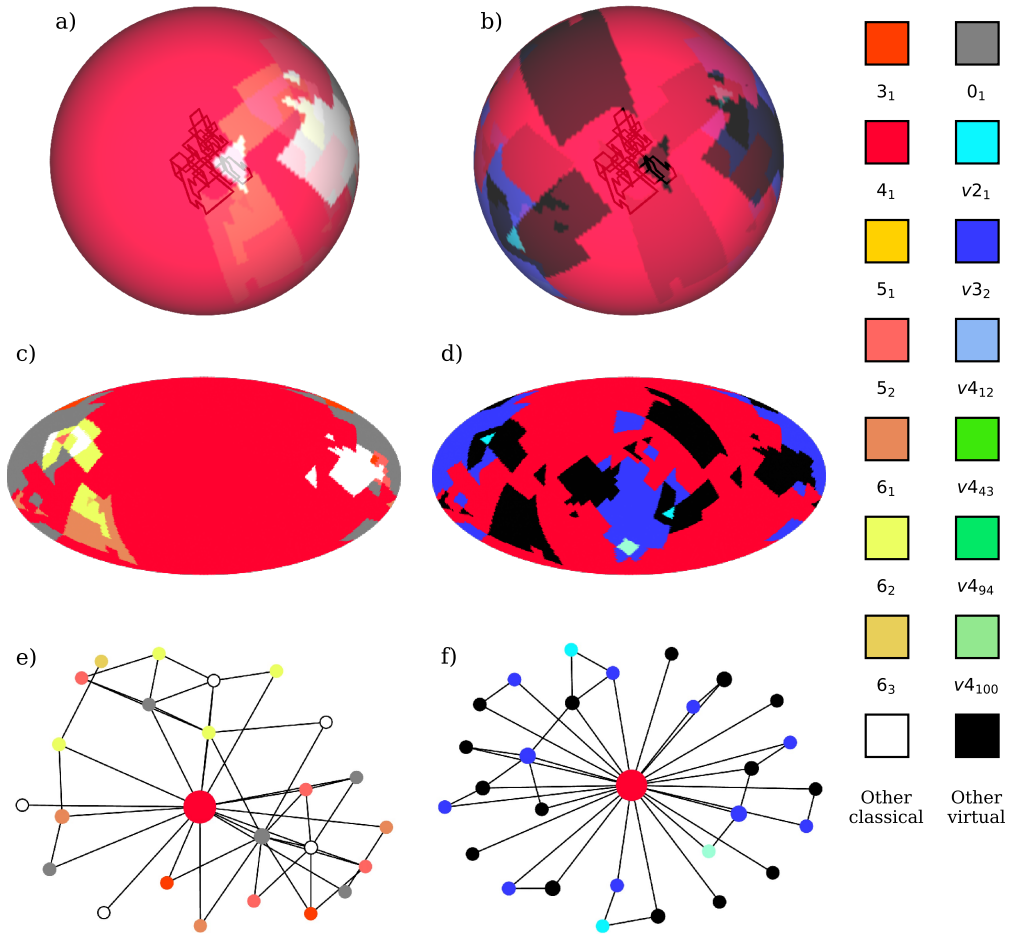 a)
b)
3₁
0₁
4₁
v2₁
5₁
v3₂
c)
d)
5₂
v4₁₂
6₁
v4₄₃
6₂
v4₉₄
e)
f)
6₃
v4₁₀₀
Other
classical
Other
virtual